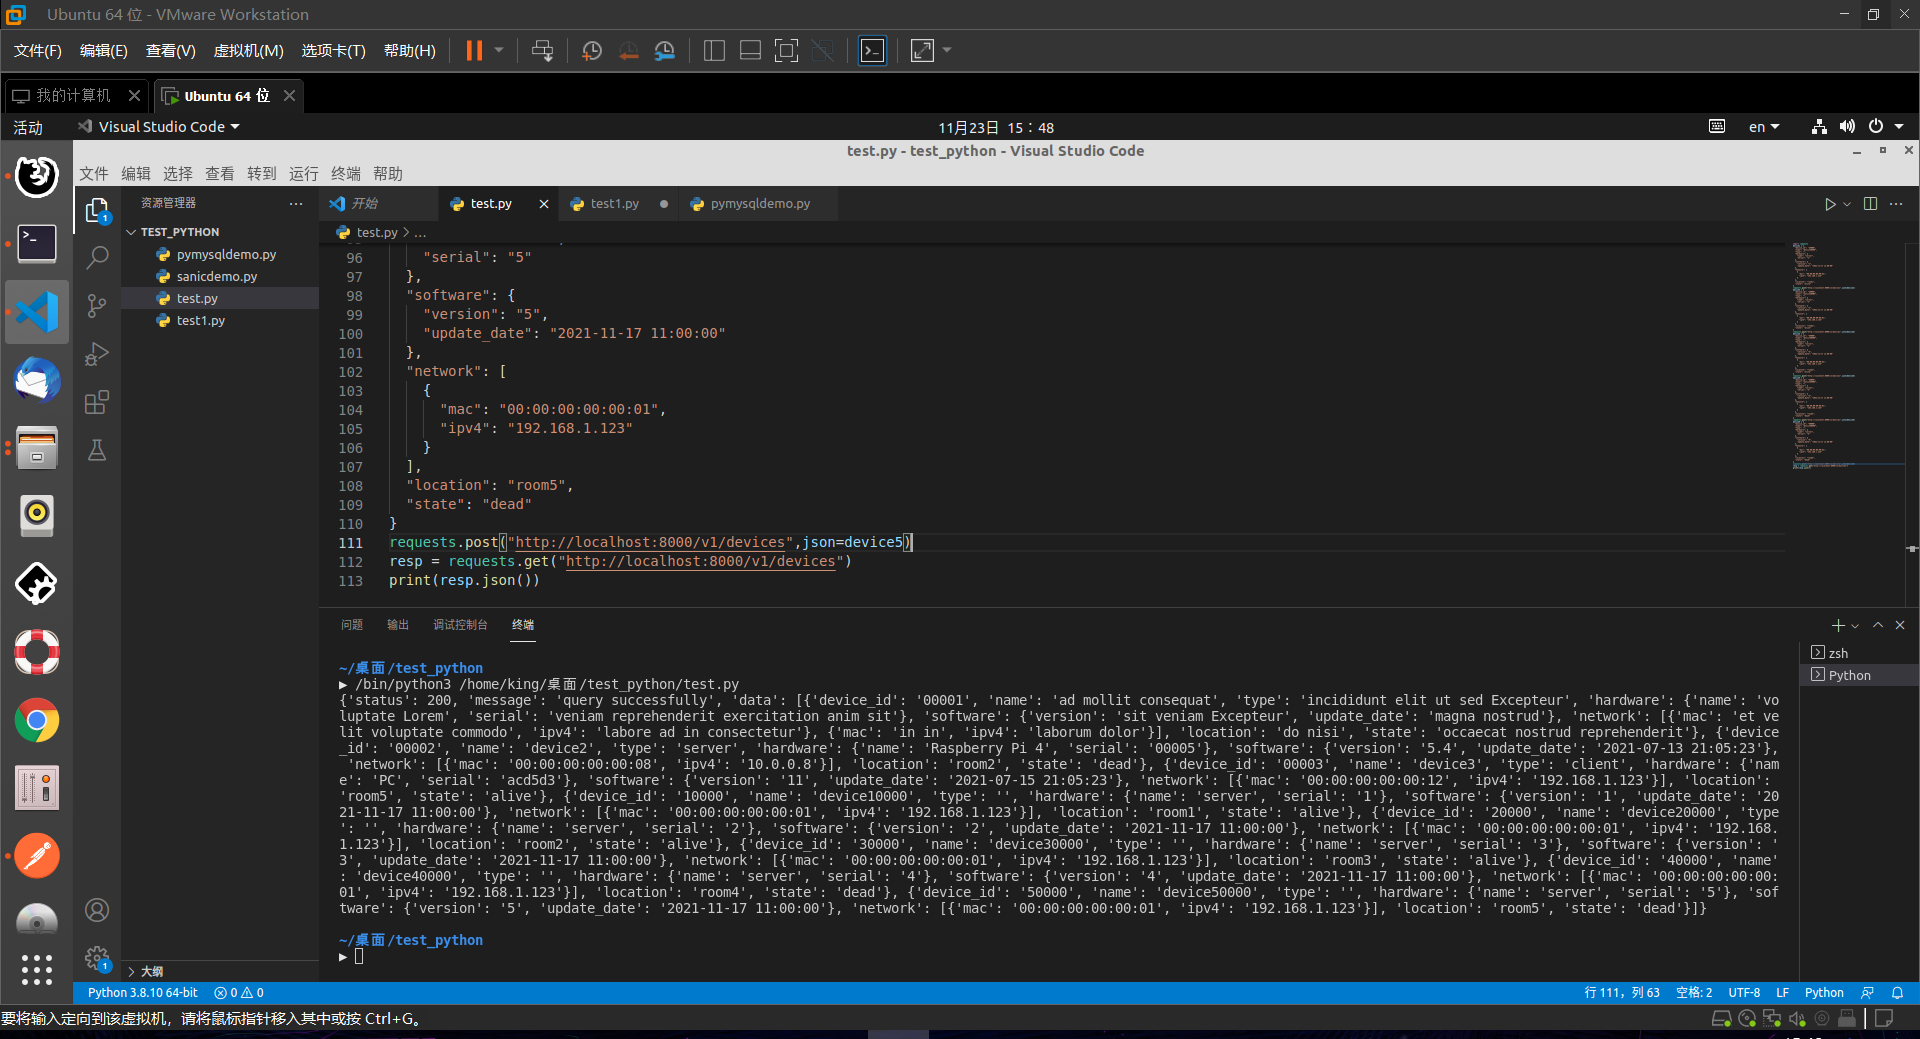 Ubuntu 64 位 - VMware Workstation
文件(F) 编辑(E) 查看(V) 虚拟机(M) 选项卡(T) 帮助(H)
我的计算机 Ubuntu 64 位
活动 Visual Studio Code 11月23日 15：48 en
test.py - test_python - Visual Studio Code
文件 编辑 选择 查看 转到 运行 终端 帮助
资源管理器 ··· 开始 test.py test1.py pymysqldemo.py
TEST_PYTHON
pymysqldemo.py
sanicdemo.py
test.py
test1.py
大纲
test.py > ...
96 "serial": "5"
97 },
98 "software": {
99 "version": "5",
100 "update_date": "2021-11-17 11:00:00"
101 },
102 "network": [
103 {
104 "mac": "00:00:00:00:00:01",
105 "ipv4": "192.168.1.123"
106 }
107 ],
108 "location": "room5",
109 "state": "dead"
110 }
111 requests.post("http://localhost:8000/v1/devices",json=device5)
112 resp = requests.get("http://localhost:8000/v1/devices")
113 print(resp.json())
问题 输出 调试控制台 终端
zsh
Python
~/桌面/test_python
▶ /bin/python3 /home/king/桌面/test_python/test.py
{'status': 200, 'message': 'query successfully', 'data': [{'device_id': '00001', 'name': 'ad mollit consequat', 'type': 'incididunt elit ut sed Excepteur', 'hardware': {'name': 'vo
luptate Lorem', 'serial': 'veniam reprehenderit exercitation anim sit'}, 'software': {'version': 'sit veniam Excepteur', 'update_date': 'magna nostrud'}, 'network': [{'mac': 'et ve
lit voluptate commodo', 'ipv4': 'labore ad in consectetur'}, {'mac': 'in in', 'ipv4': 'laborum dolor'}], 'location': 'do nisi', 'state': 'occaecat nostrud reprehenderit'}, {'device
_id': '00002', 'name': 'device2', 'type': 'server', 'hardware': {'name': 'Raspberry Pi 4', 'serial': '00005'}, 'software': {'version': '5.4', 'update_date': '2021-07-13 21:05:23'},
'network': [{'mac': '00:00:00:00:00:08', 'ipv4': '10.0.0.8'}], 'location': 'room2', 'state': 'dead'}, {'device_id': '00003', 'name': 'device3', 'type': 'client', 'hardware': {'nam
e': 'PC', 'serial': 'acd5d3'}, 'software': {'version': '11', 'update_date': '2021-07-15 21:05:23'}, 'network': [{'mac': '00:00:00:00:00:12', 'ipv4': '192.168.1.123'}], 'location':
'room5', 'state': 'alive'}, {'device_id': '10000', 'name': 'device10000', 'type': '', 'hardware': {'name': 'server', 'serial': '1'}, 'software': {'version': '1', 'update_date': '20
21-11-17 11:00:00'}, 'network': [{'mac': '00:00:00:00:00:01', 'ipv4': '192.168.1.123'}], 'location': 'room1', 'state': 'alive'}, {'device_id': '20000', 'name': 'device20000', 'type
': '', 'hardware': {'name': 'server', 'serial': '2'}, 'software': {'version': '2', 'update_date': '2021-11-17 11:00:00'}, 'network': [{'mac': '00:00:00:00:00:01', 'ipv4': '192.168.
1.123'}], 'location': 'room2', 'state': 'alive'}, {'device_id': '30000', 'name': 'device30000', 'type': '', 'hardware': {'name': 'server', 'serial': '3'}, 'software': {'version': '
3', 'update_date': '2021-11-17 11:00:00'}, 'network': [{'mac': '00:00:00:00:00:01', 'ipv4': '192.168.1.123'}], 'location': 'room3', 'state': 'alive'}, {'device_id': '40000', 'name'
: 'device40000', 'type': '', 'hardware': {'name': 'server', 'serial': '4'}, 'software': {'version': '4', 'update_date': '2021-11-17 11:00:00'}, 'network': [{'mac': '00:00:00:00:00:
01', 'ipv4': '192.168.1.123'}], 'location': 'room4', 'state': 'dead'}, {'device_id': '50000', 'name': 'device50000', 'type': '', 'hardware': {'name': 'server', 'serial': '5'}, 'sof
tware': {'version': '5', 'update_date': '2021-11-17 11:00:00'}, 'network': [{'mac': '00:00:00:00:00:01', 'ipv4': '192.168.1.123'}], 'location': 'room5', 'state': 'dead'}]}
~/桌面/test_python
▶
Python 3.8.10 64-bit 0 0 行 111，列 63 空格: 2 UTF-8 LF Python
要将输入定向到该虚拟机，请将鼠标指针移入其中或按 Ctrl+G。